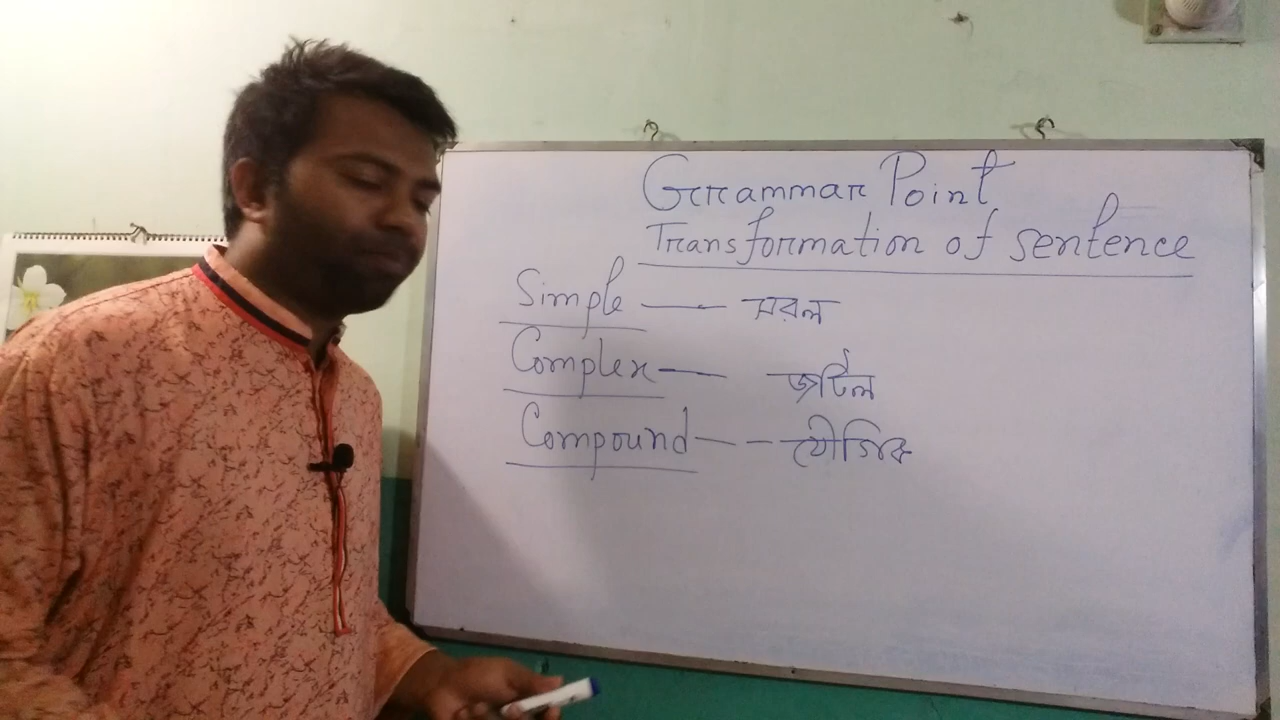 Grammar Point
Transformation of sentence
Simple — সরল
Complex — জটিল
Compound — - যৌগিক